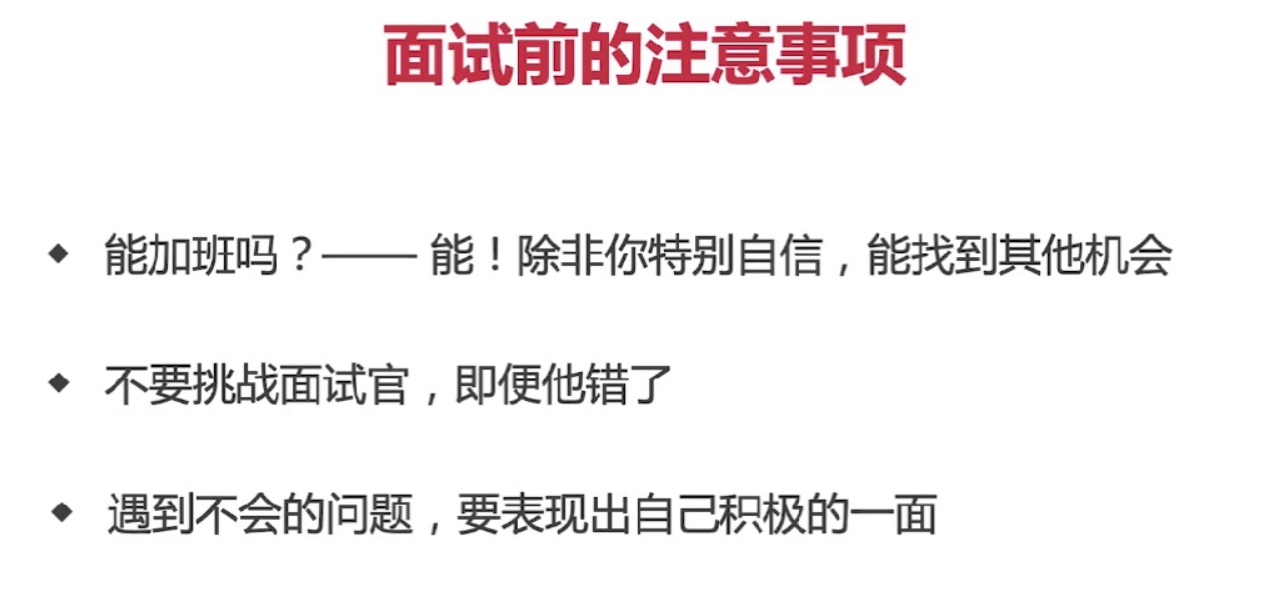 面试前的注意事项
◆ 能加班吗？—— 能！除非你特别自信，能找到其他机会
◆ 不要挑战面试官，即便他错了
◆ 遇到不会的问题，要表现出自己积极的一面